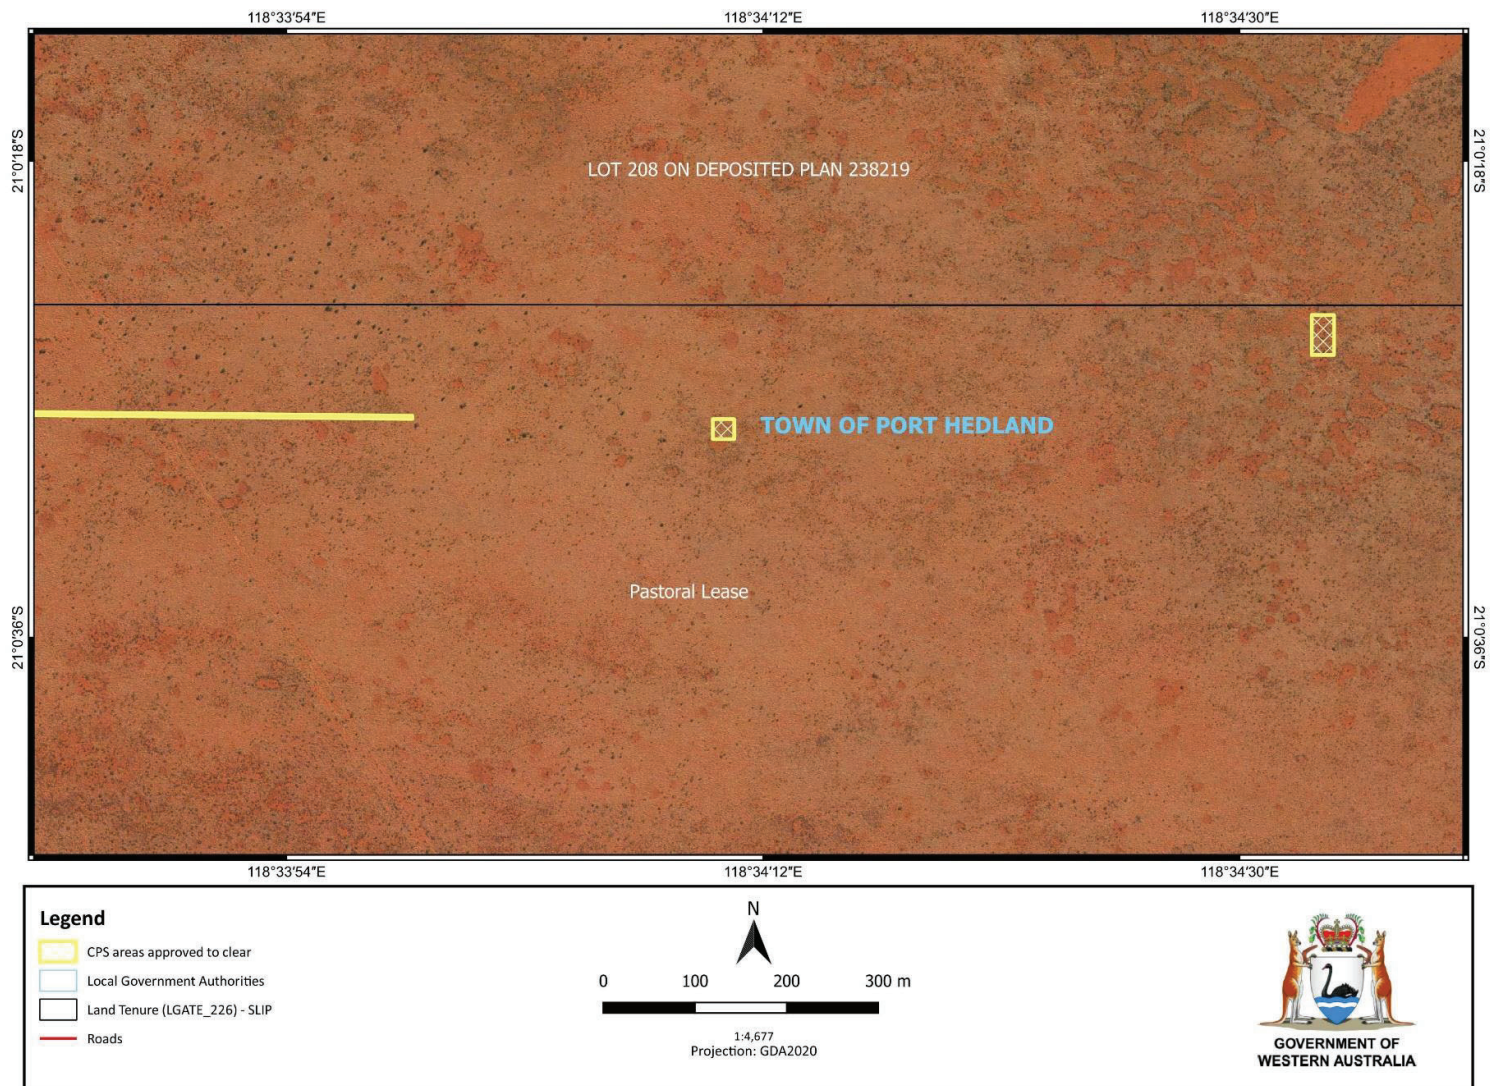 118°33'54"E
118°34'12"E
118°34'30"E
21°0'18"S
21°0'18"S
LOT 208 ON DEPOSITED PLAN 238219
TOWN OF PORT HEDLAND
Pastoral Lease
21°0'36"S
21°0'36"S
118°33'54"E
118°34'12"E
118°34'30"E
Legend
CPS areas approved to clear
Local Government Authorities
Land Tenure (LGATE_226) - SLIP
Roads
N
0 100 200 300 m
1:4,677
Projection: GDA2020
GOVERNMENT OF
WESTERN AUSTRALIA